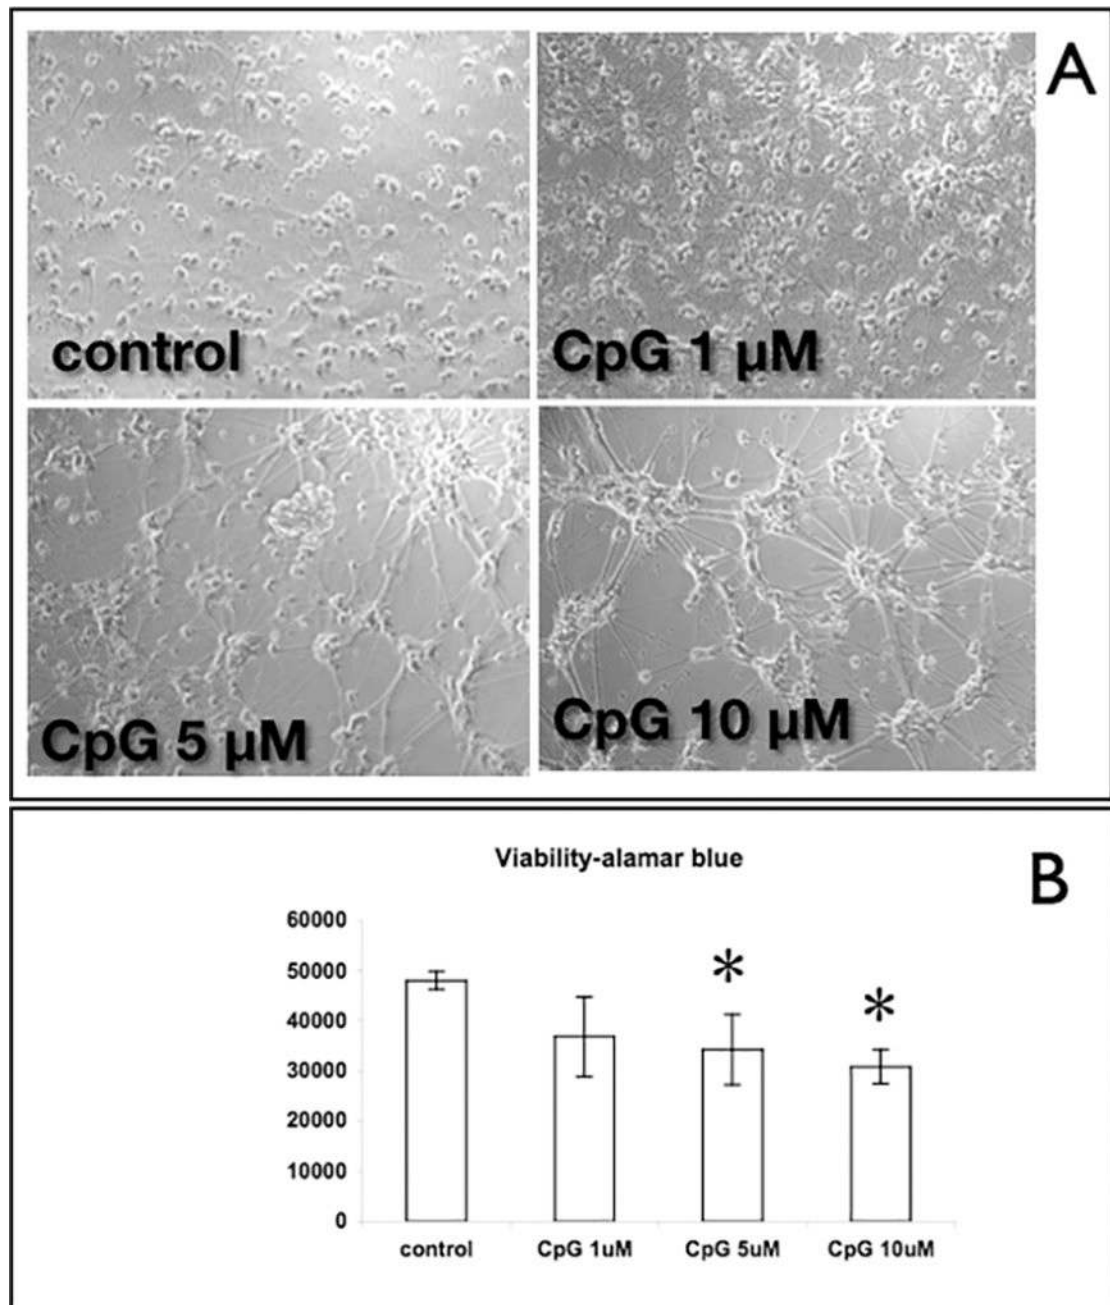 A
control
CpG 1 µM
CpG 5 µM
CpG 10 µM
B
Viability-alamar blue
60000
50000
40000
30000
20000
10000
0
*
*
control
CpG 1uM
CpG 5uM
CpG 10uM